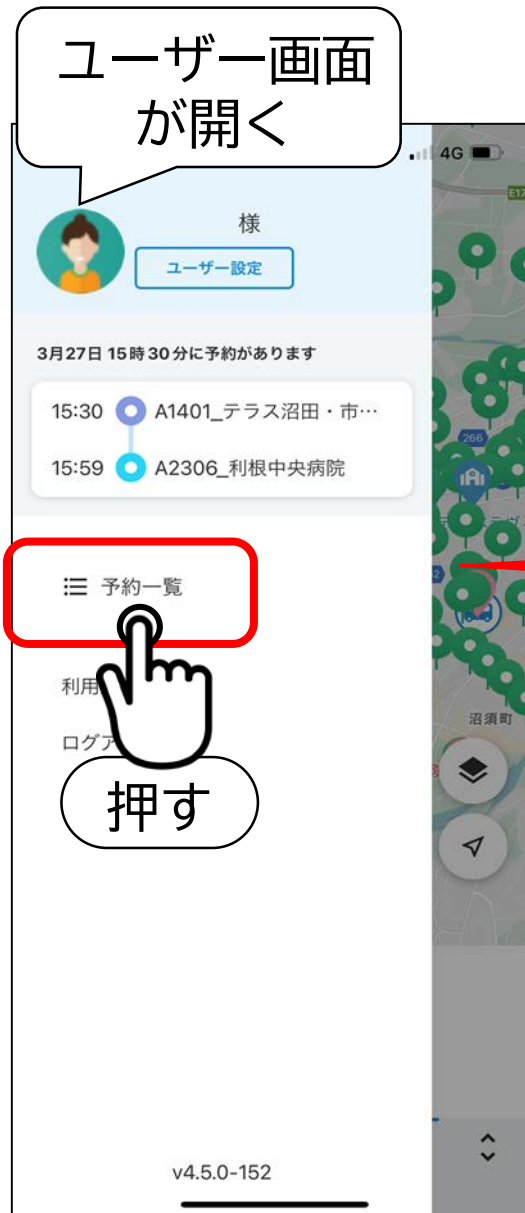 ユーザー画面
が開く
4G
E17
様
ユーザー設定
3月27日 15時30分に予約があります
15:30 A1401_テラス沼田・市…
266
15:59 A2306_利根中央病院
予約一覧
利用
沼須町
ログア
押す
v4.5.0-152